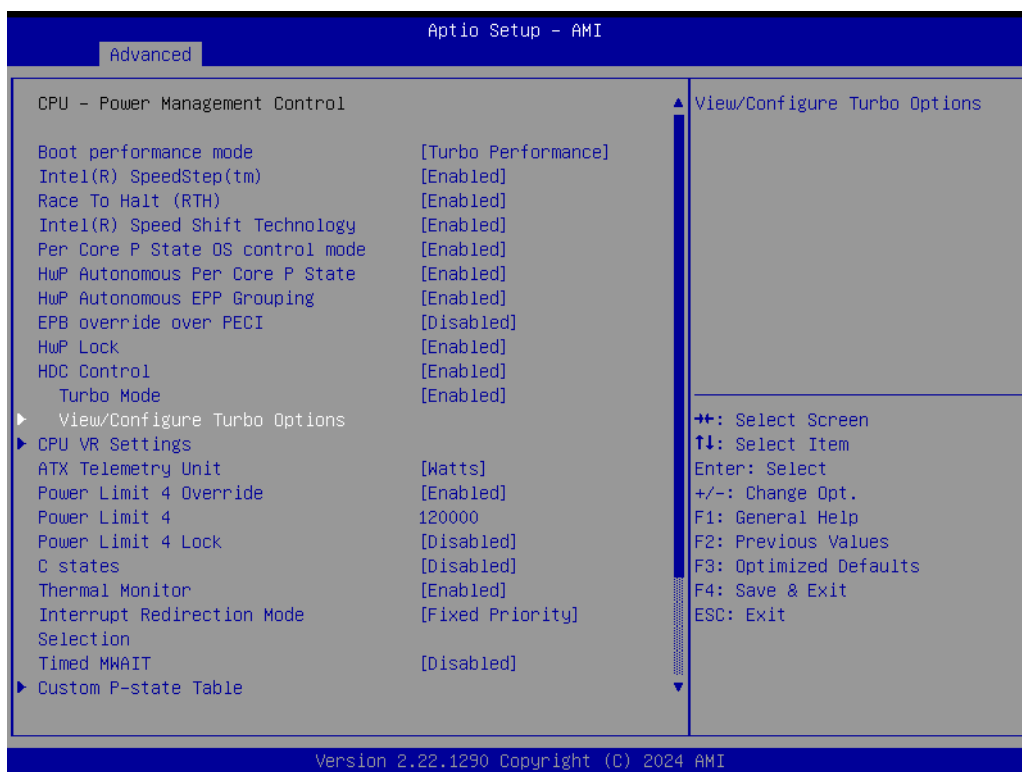 Aptio Setup – AMI
Advanced
CPU – Power Management Control
View/Configure Turbo Options
Boot performance mode [Turbo Performance]
Intel(R) SpeedStep(tm) [Enabled]
Race To Halt (RTH) [Enabled]
Intel(R) Speed Shift Technology [Enabled]
Per Core P State OS control mode [Enabled]
HwP Autonomous Per Core P State [Enabled]
HwP Autonomous EPP Grouping [Enabled]
EPB override over PECI [Disabled]
HwP Lock [Enabled]
HDC Control [Enabled]
Turbo Mode [Enabled]
View/Configure Turbo Options
CPU VR Settings
ATX Telemetry Unit [Watts]
Power Limit 4 Override [Enabled]
Power Limit 4 120000
Power Limit 4 Lock [Disabled]
C states [Disabled]
Thermal Monitor [Enabled]
Interrupt Redirection Mode [Fixed Priority]
Selection
Timed MWAIT [Disabled]
Custom P-state Table
→←: Select Screen
↑↓: Select Item
Enter: Select
+/-: Change Opt.
F1: General Help
F2: Previous Values
F3: Optimized Defaults
F4: Save & Exit
ESC: Exit
Version 2.22.1290 Copyright (C) 2024 AMI